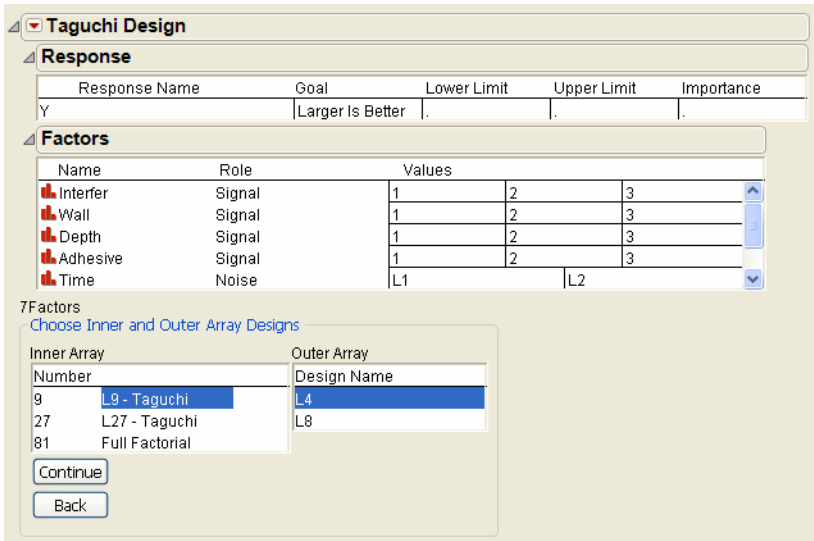 Taguchi Design
Response
Response Name Goal Lower Limit Upper Limit Importance
Y Larger Is Better . . .
Factors
Name Role Values
Interfer Signal 1 2 3
Wall Signal 1 2 3
Depth Signal 1 2 3
Adhesive Signal 1 2 3
Time Noise L1 L2
7Factors
Choose Inner and Outer Array Designs
Inner Array Outer Array
Number Design Name
9 L9 - Taguchi L4
27 L27 - Taguchi L8
81 Full Factorial
Continue
Back